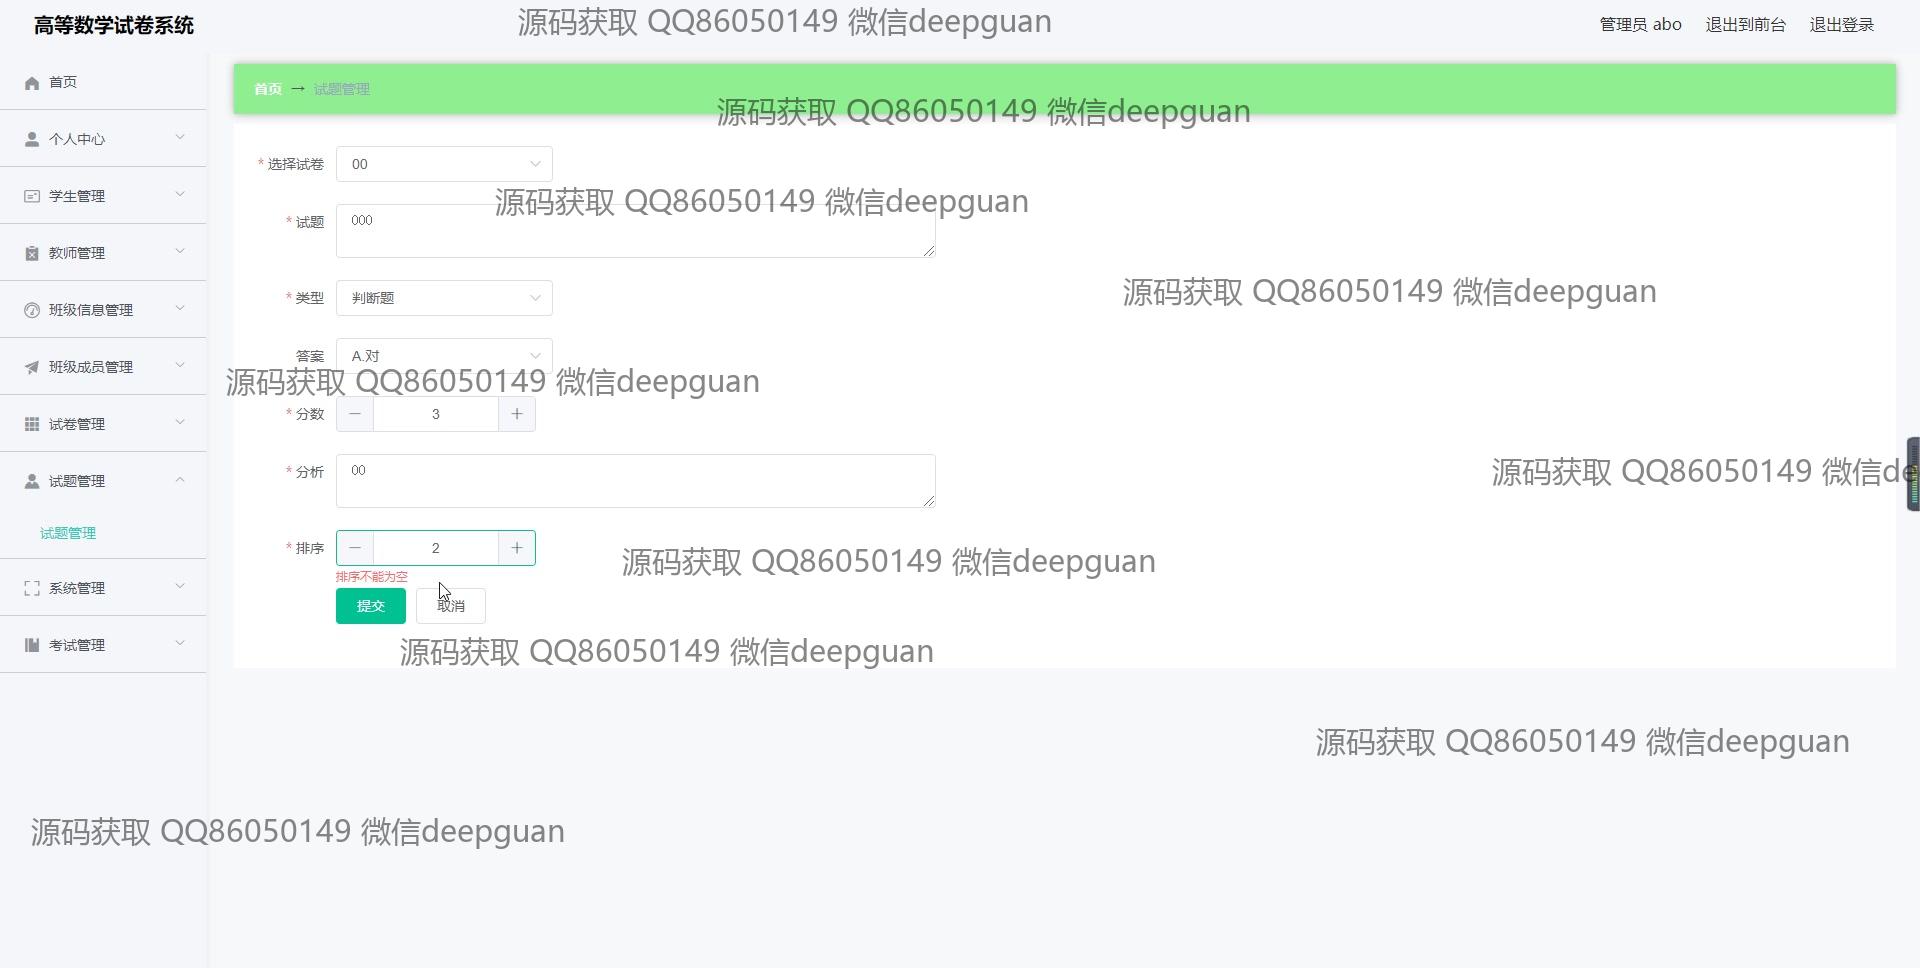 高等数学试卷系统
源码获取 QQ86050149 微信deepguan
管理员 abo 退出到前台 退出登录
首页
首页 → 试题管理
源码获取 QQ86050149 微信deepguan
个人中心
* 选择试卷 00
学生管理
源码获取 QQ86050149 微信deepguan
* 试题 000
教师管理
源码获取 QQ86050149 微信deepguan
* 类型 判断题
班级信息管理
答案 A.对
班级成员管理
源码获取 QQ86050149 微信deepguan
* 分数 − 3 +
试卷管理
* 分析 00
源码获取 QQ86050149 微信de
试题管理
试题管理
* 排序 − 2 +
源码获取 QQ86050149 微信deepguan
排序不能为空
系统管理
提交 取消
考试管理
源码获取 QQ86050149 微信deepguan
源码获取 QQ86050149 微信deepguan
源码获取 QQ86050149 微信deepguan